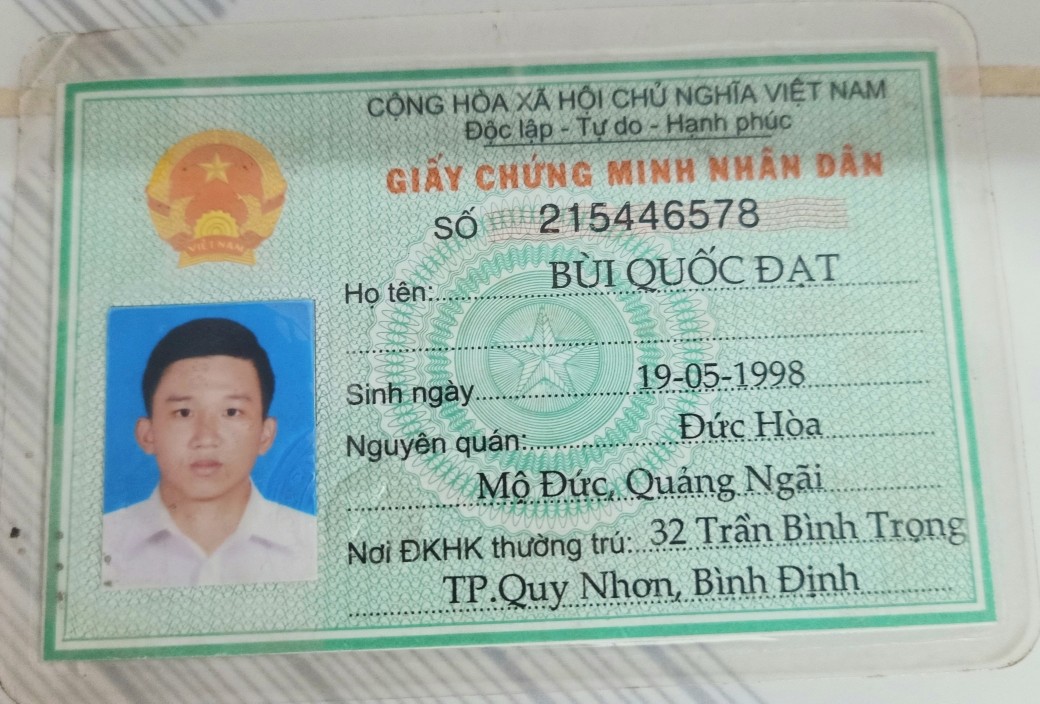 CỘNG HÒA XÃ HỘI CHỦ NGHĨA VIỆT NAM
Độc lập - Tự do - Hạnh phúc
GIẤY CHỨNG MINH NHÂN DÂN
SỐ 215446578
Họ tên: BÙI QUỐC ĐẠT
Sinh ngày 19-05-1998
Nguyên quán: Đức Hòa
Mộ Đức, Quảng Ngãi
Nơi ĐKHK thường trú: 32 Trần Bình Trọng
TP.Quy Nhơn, Bình Định
VIỆT NAM